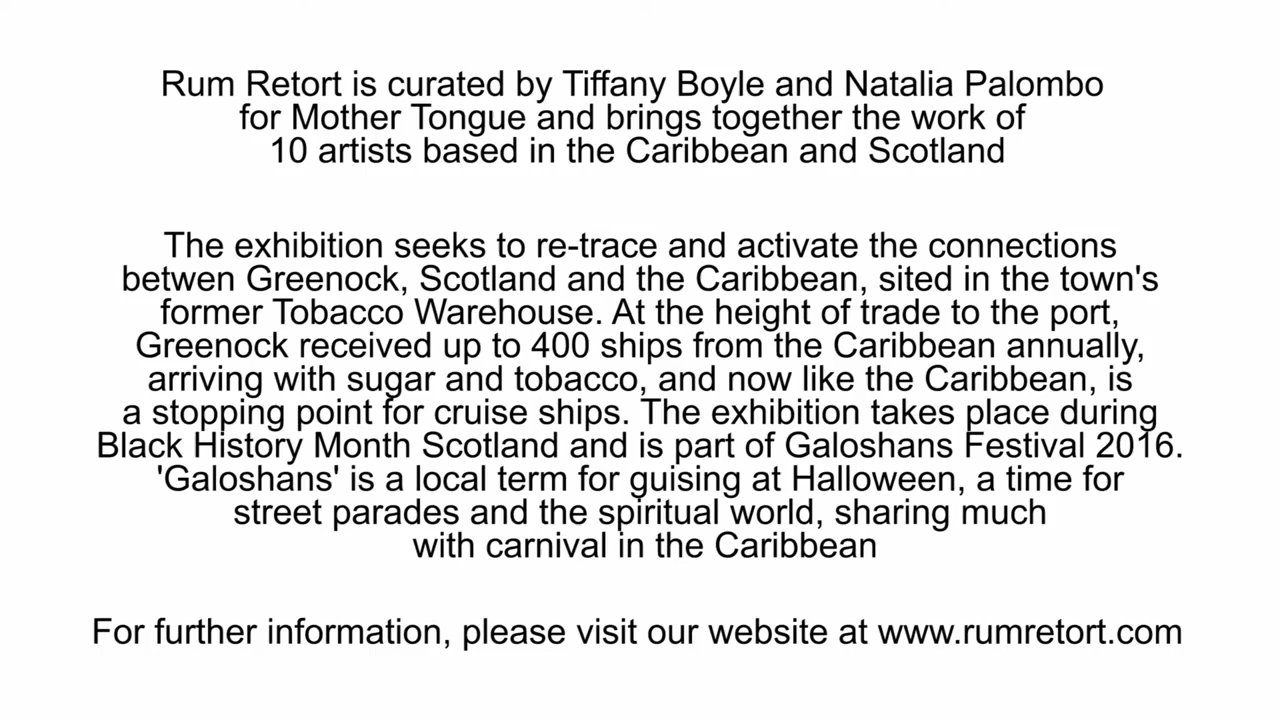 Rum Retort is curated by Tiffany Boyle and Natalia Palombo
for Mother Tongue and brings together the work of
10 artists based in the Caribbean and Scotland
The exhibition seeks to re-trace and activate the connections
betwen Greenock, Scotland and the Caribbean, sited in the town's
former Tobacco Warehouse. At the height of trade to the port,
Greenock received up to 400 ships from the Caribbean annually,
arriving with sugar and tobacco, and now like the Caribbean, is
a stopping point for cruise ships. The exhibition takes place during
Black History Month Scotland and is part of Galoshans Festival 2016.
'Galoshans' is a local term for guising at Halloween, a time for
street parades and the spiritual world, sharing much
with carnival in the Caribbean
For further information, please visit our website at www.rumretort.com